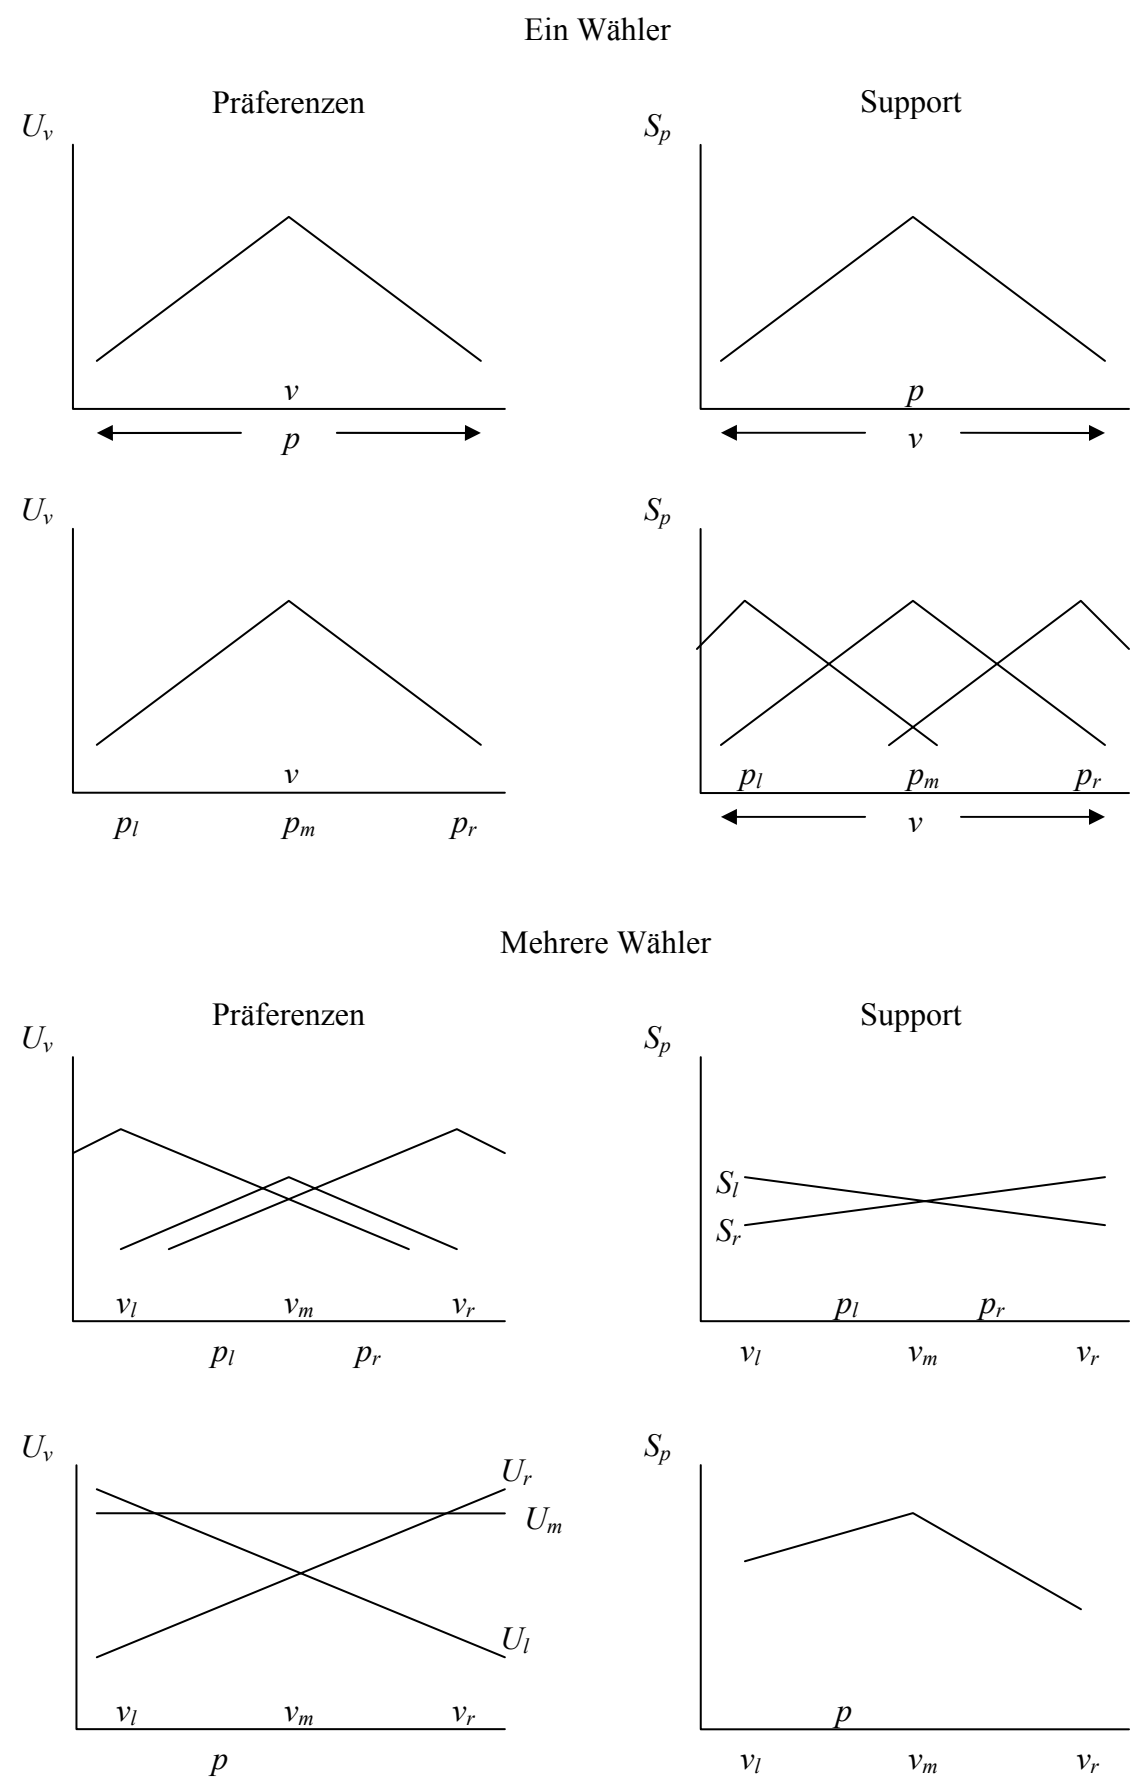 Ein Wähler
Präferenzen Support
U_v S_p
v p
p v
U_v S_p
v p_l p_m p_r
p_l p_m p_r v
Mehrere Wähler
Präferenzen Support
U_v S_p
S_l
S_r
v_l v_m v_r p_l p_r
p_l p_r v_l v_m v_r
U_v S_p
U_r
U_m
U_l
v_l v_m v_r p
p v_l v_m v_r